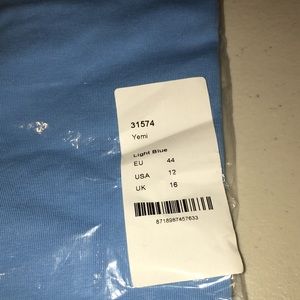 31574
Yemi
Light Blue
EU 44
USA 12
UK 16
8718987457633